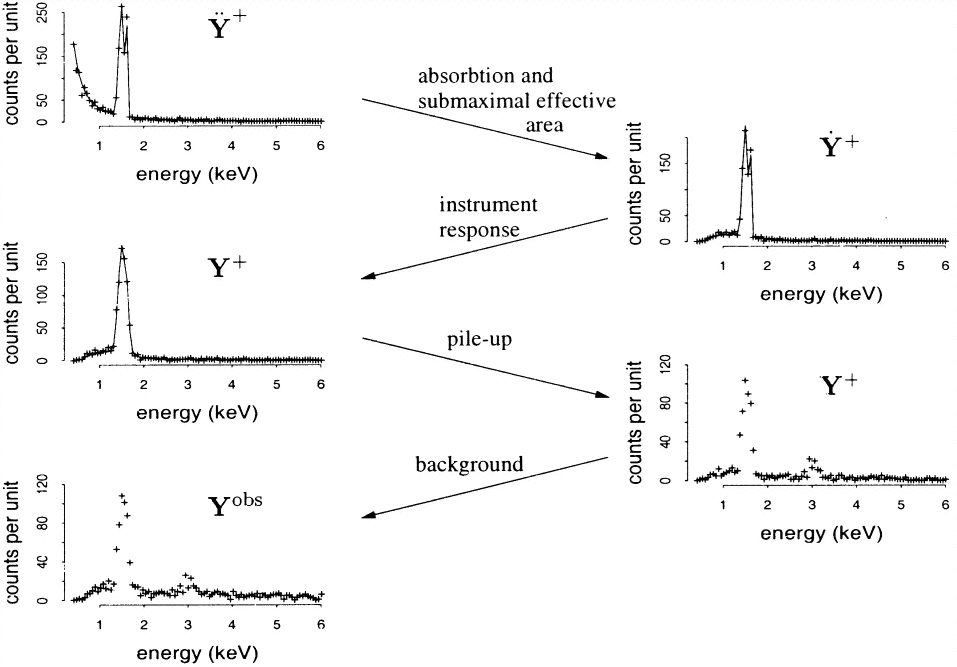 counts per unit
250
150
50
0
Ÿ+
1 2 3 4 5 6
energy (keV)
absorbtion and
submaximal effective
area
counts per unit
150
50
0
Ẏ+
1 2 3 4 5 6
energy (keV)
instrument
response
counts per unit
150
100
50
0
Y+
1 2 3 4 5 6
energy (keV)
pile-up
counts per unit
120
80
40
0
Y+
1 2 3 4 5 6
energy (keV)
background
counts per unit
120
80
40
0
Yobs
1 2 3 4 5 6
energy (keV)